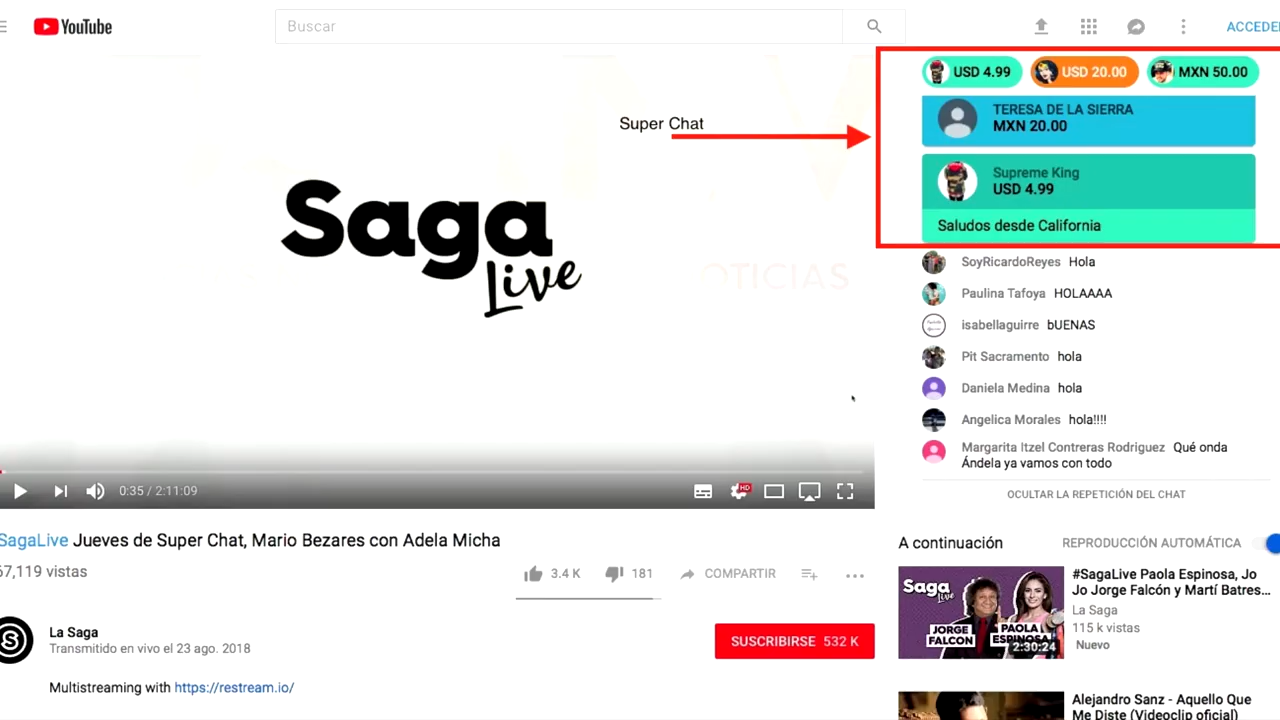 YouTube
Buscar
ACCEDE
USD 4.99
USD 20.00
MXN 50.00
TERESA DE LA SIERRA
MXN 20.00
Super Chat
Supreme King
USD 4.99
Saludos desde California
Saga
Live
OTICIAS
SoyRicardoReyes Hola
Paulina Tafoya HOLAAAA
isabellaguirre bUENAS
Pit Sacramento hola
Daniela Medina hola
Angelica Morales hola!!!!
Margarita Itzel Contreras Rodriguez Qué onda
Ándela ya vamos con todo
OCULTAR LA REPETICIÓN DEL CHAT
0:35 / 2:11:09
HD
SagaLive Jueves de Super Chat, Mario Bezares con Adela Micha
67,119 vistas
3.4 K
181
COMPARTIR
La Saga
Transmitido en vivo el 23 ago. 2018
SUSCRIBIRSE 532 K
Multistreaming with https://restream.io/
A continuación
REPRODUCCIÓN AUTOMÁTICA
Saga
Live
JORGE
FALCON
PAOLA
ESPINOSA
2:30:24
#SagaLive Paola Espinosa, Jo
Jo Jorge Falcón y Martí Batres...
La Saga
115 k vistas
Nuevo
Alejandro Sanz - Aquello Que
Me Diste (Videoclip oficial)